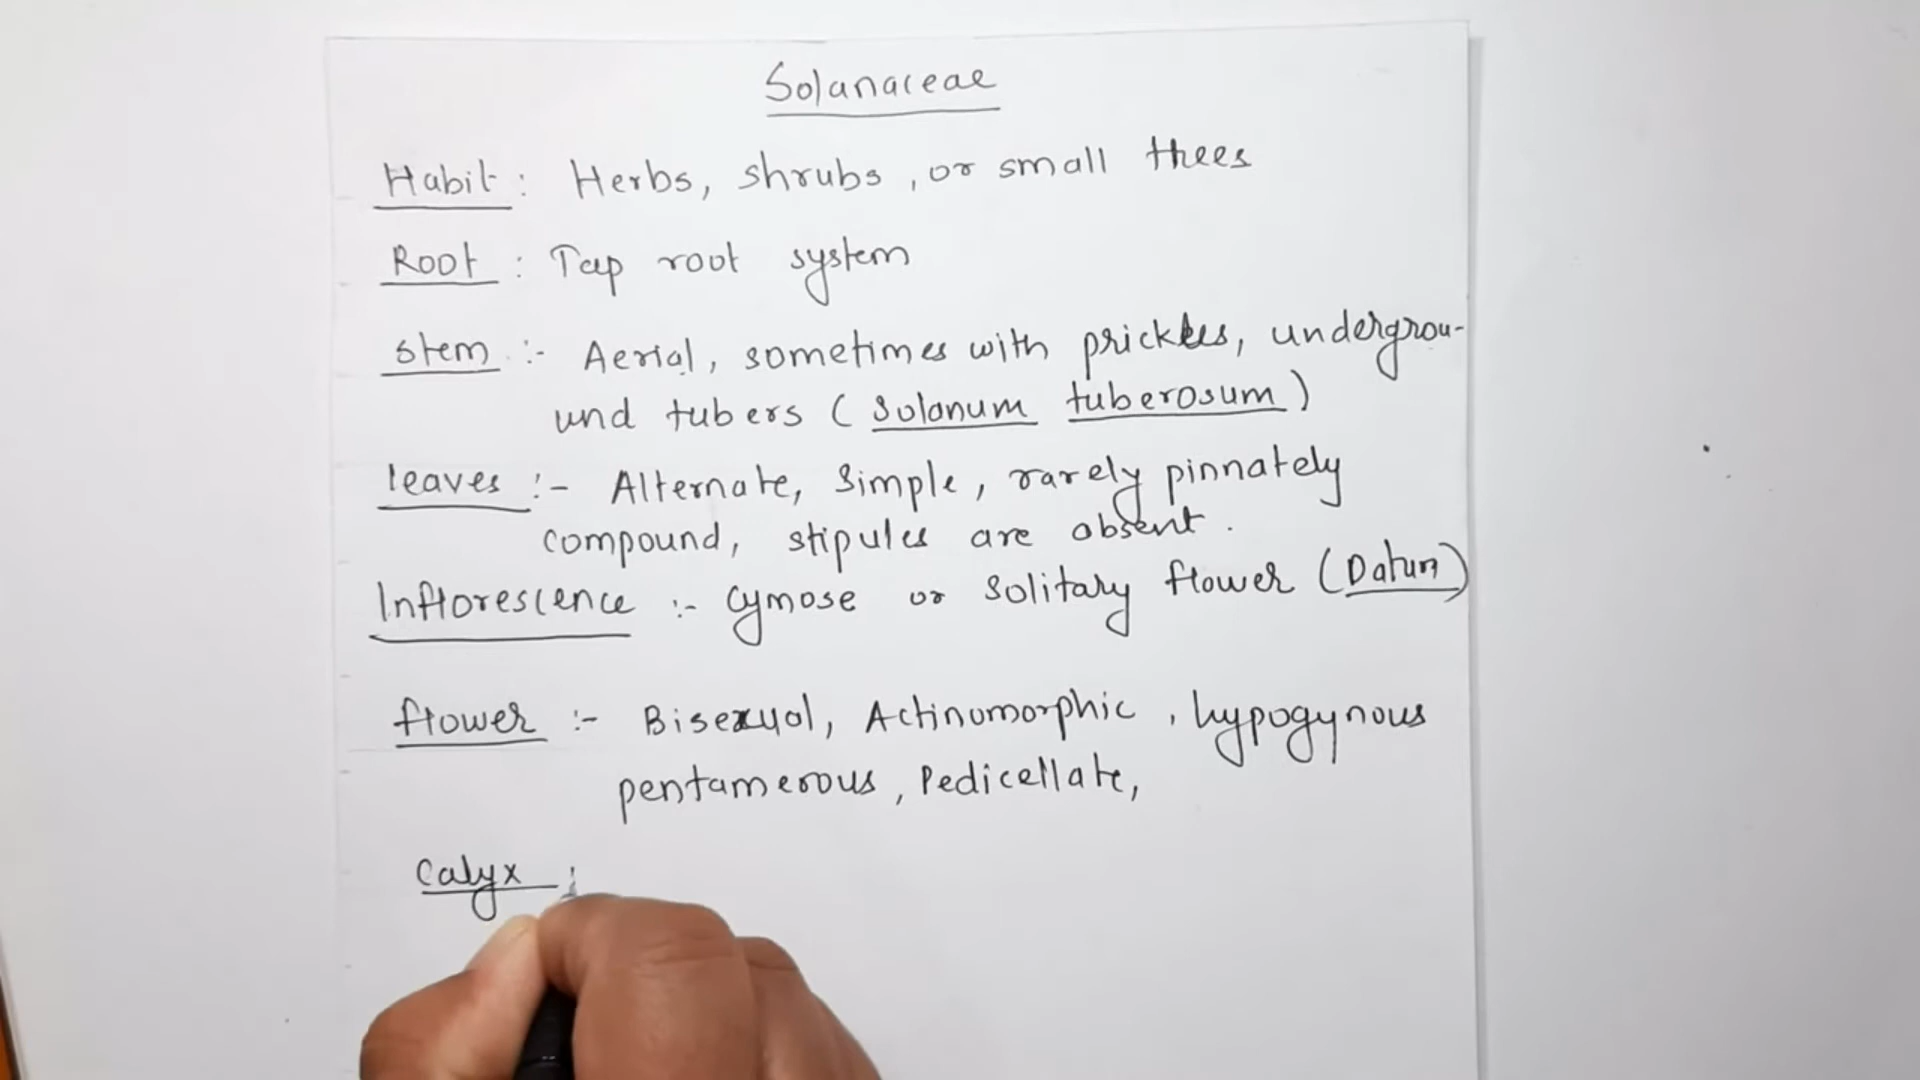 Solanaceae
Habit : Herbs, shrubs, or small trees
Root : Tap root system
Stem :- Aerial, sometimes with prickles, undergrou-
und tubers ( Solanum tuberosum )
leaves :- Alternate, Simple, rarely pinnately
compound, stipules are absent .
Inflorescence :- Cymose or Solitary flower (Datura)
flower :- Bisexual, Actinomorphic , hypogynous
pentamerous , Pedicellate,
Calyx :